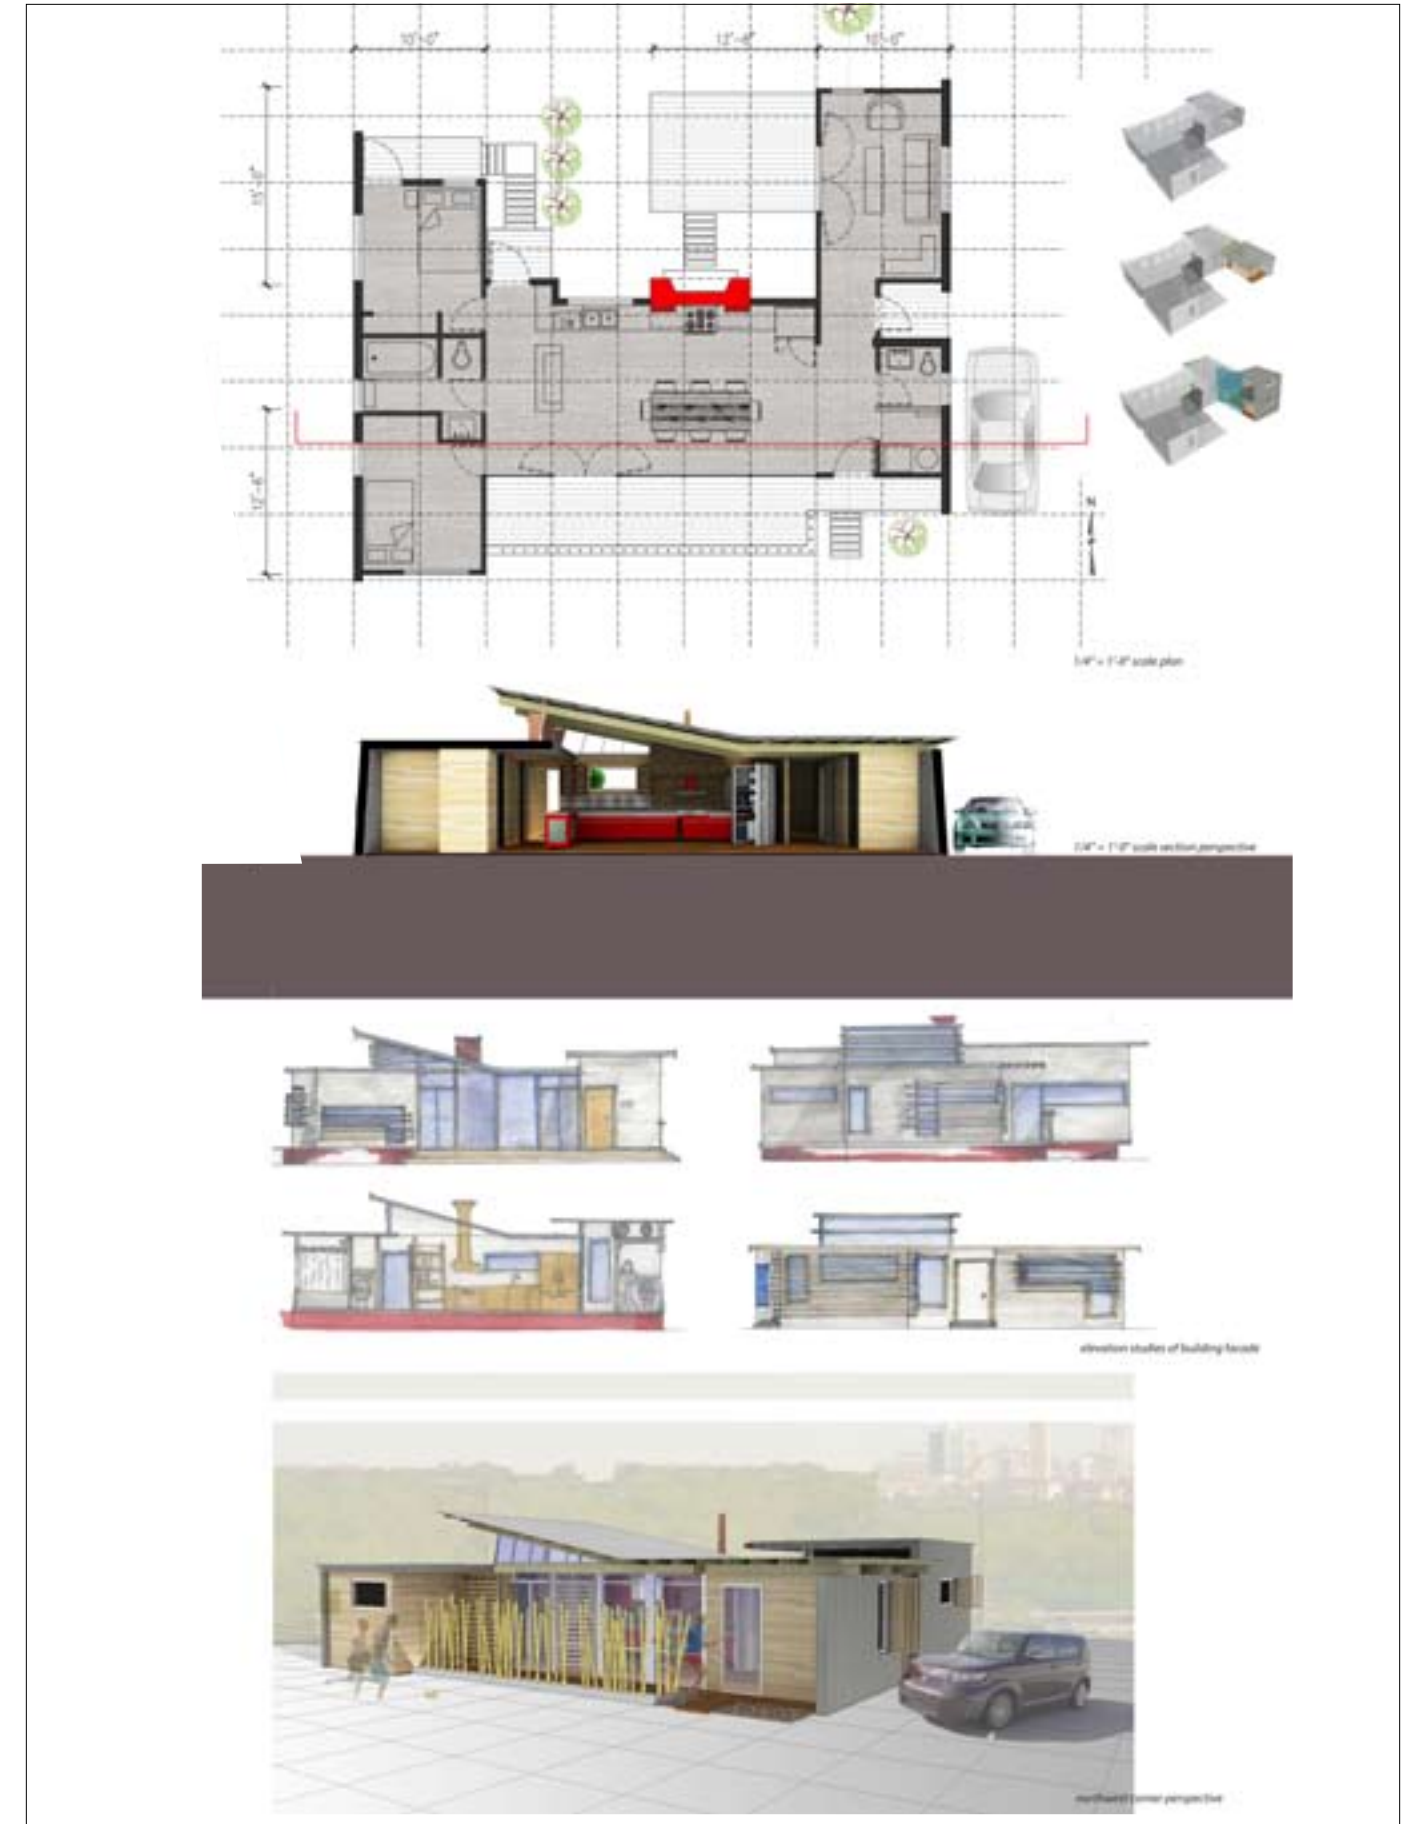 10'-0"
12'-6"
10'-0"
15'-0"
12'-6"
N
1/4" = 1'-0" scale plan
1/4" = 1'-0" scale section perspective
elevation studies of building facade
northwest corner perspective